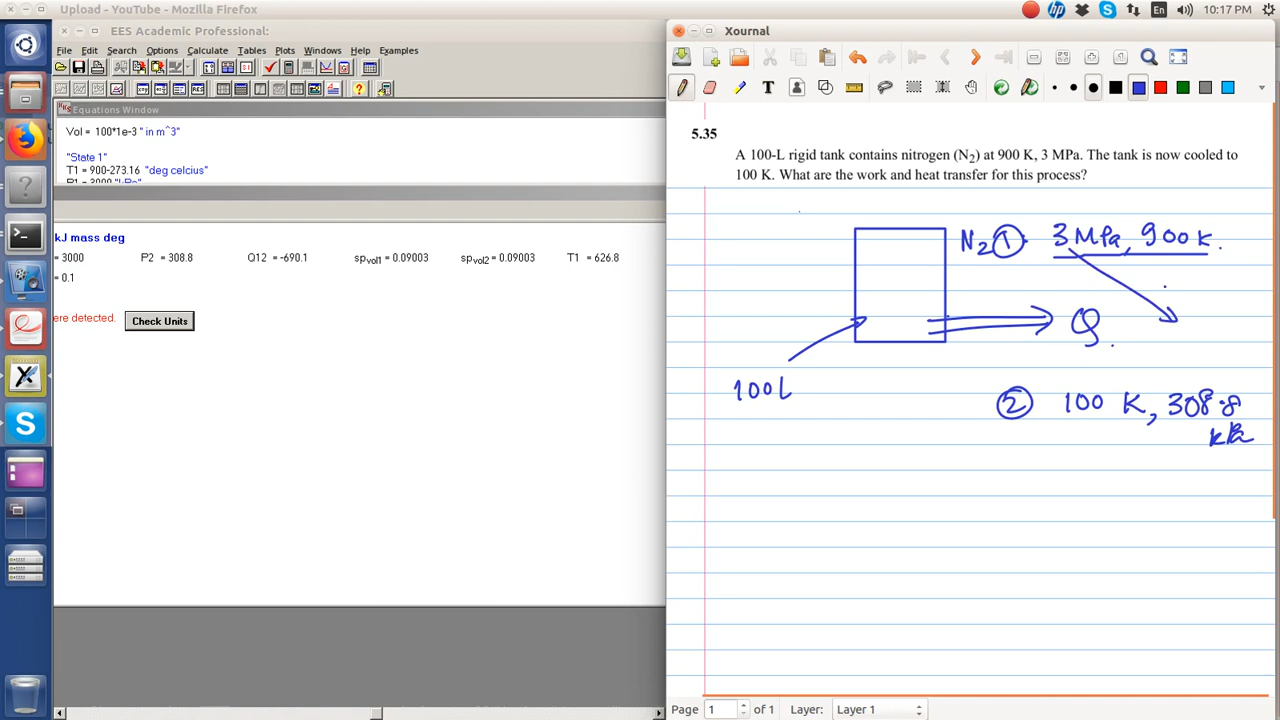 Upload - YouTube - Mozilla Firefox
En
10:17 PM
EES Academic Professional:
File Edit Search Options Calculate Tables Plots Windows Help Examples
Equations Window
Vol = 100*1e-3 " in m^3"
"State 1"
T1 = 900-273.16 "deg celcius"
P1 = 3000 "kPa"
kJ mass deg
= 3000 P2 = 308.8 Q12 = -690.1 spvol1 = 0.09003 spvol2 = 0.09003 T1 = 626.8
= 0.1
ere detected. Check Units
Xournal
5.35
A 100-L rigid tank contains nitrogen (N2) at 900 K, 3 MPa. The tank is now cooled to
100 K. What are the work and heat transfer for this process?
N2 1 3 MPa, 900 K.
Q
100L
2 100 K, 308.8
kPa
Page 1 of 1 Layer: Layer 1